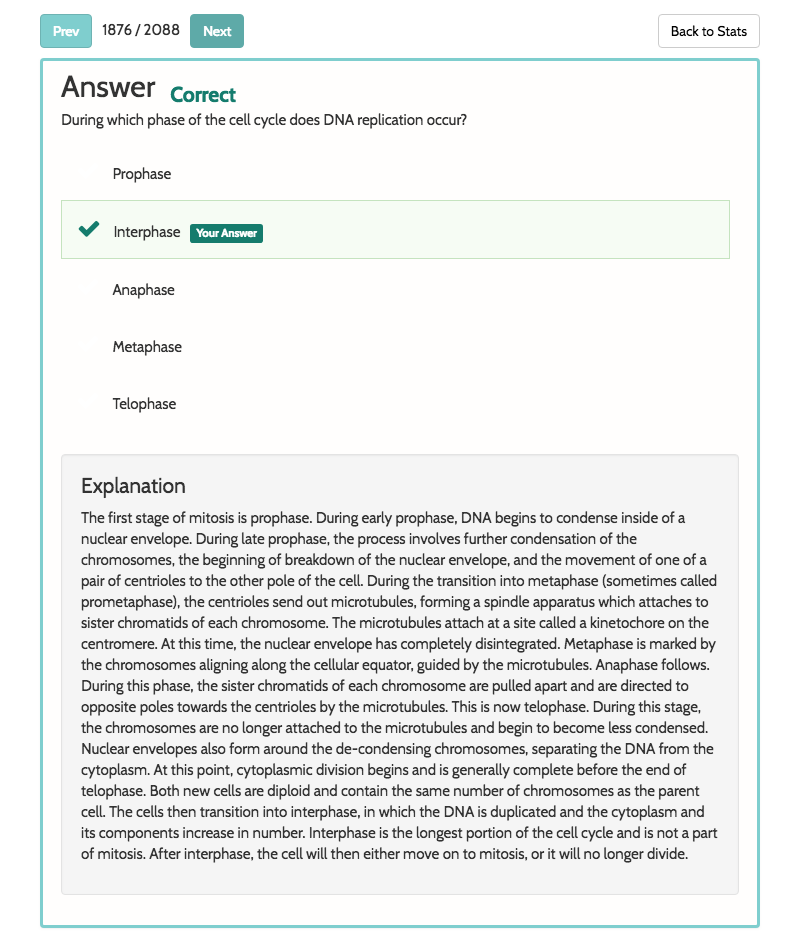 Prev 1876 / 2088 Next Back to Stats
Answer Correct
During which phase of the cell cycle does DNA replication occur?
Prophase
Interphase Your Answer
Anaphase
Metaphase
Telophase
Explanation
The first stage of mitosis is prophase. During early prophase, DNA begins to condense inside of a
nuclear envelope. During late prophase, the process involves further condensation of the
chromosomes, the beginning of breakdown of the nuclear envelope, and the movement of one of a
pair of centrioles to the other pole of the cell. During the transition into metaphase (sometimes called
prometaphase), the centrioles send out microtubules, forming a spindle apparatus which attaches to
sister chromatids of each chromosome. The microtubules attach at a site called a kinetochore on the
centromere. At this time, the nuclear envelope has completely disintegrated. Metaphase is marked by
the chromosomes aligning along the cellular equator, guided by the microtubules. Anaphase follows.
During this phase, the sister chromatids of each chromosome are pulled apart and are directed to
opposite poles towards the centrioles by the microtubules. This is now telophase. During this stage,
the chromosomes are no longer attached to the microtubules and begin to become less condensed.
Nuclear envelopes also form around the de-condensing chromosomes, separating the DNA from the
cytoplasm. At this point, cytoplasmic division begins and is generally complete before the end of
telophase. Both new cells are diploid and contain the same number of chromosomes as the parent
cell. The cells then transition into interphase, in which the DNA is duplicated and the cytoplasm and
its components increase in number. Interphase is the longest portion of the cell cycle and is not a part
of mitosis. After interphase, the cell will then either move on to mitosis, or it will no longer divide.